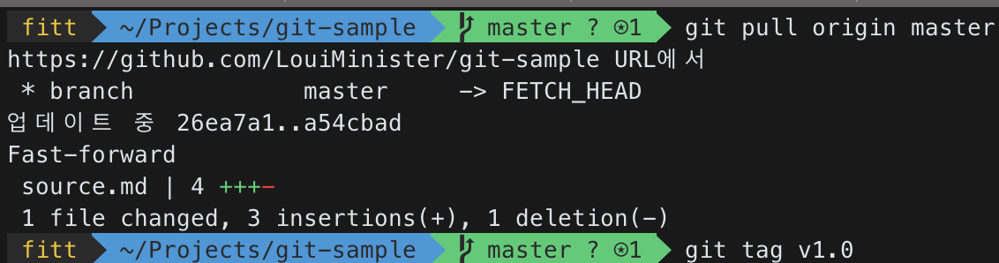 fitt ~/Projects/git-sample master ? ⍟1 git pull origin master
https://github.com/LouiMinister/git-sample URL에서
* branch master -> FETCH_HEAD
업데이트 중 26ea7a1..a54cbad
Fast-forward
source.md | 4 +++-
1 file changed, 3 insertions(+), 1 deletion(-)
fitt ~/Projects/git-sample master ? ⍟1 git tag v1.0